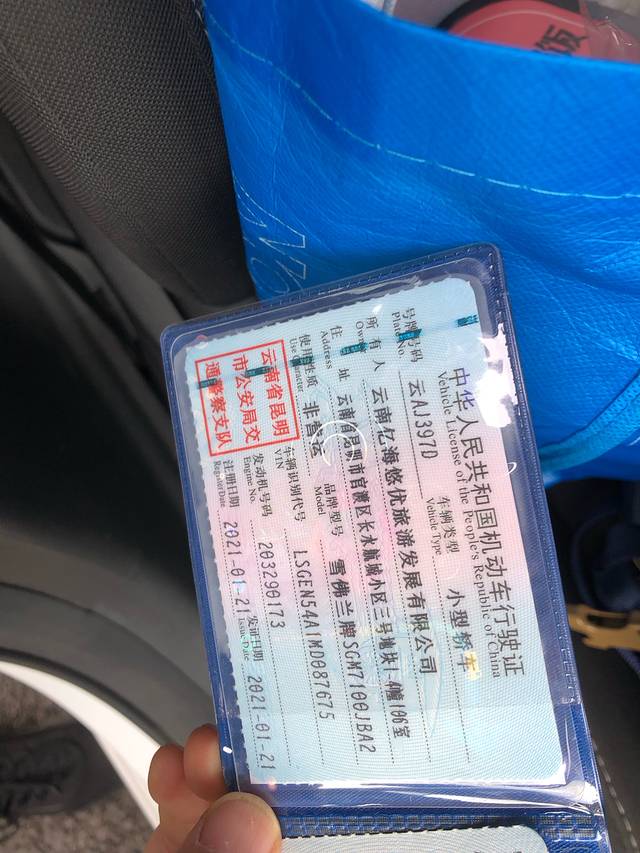 中华人民共和国机动车行驶证
Vehicle License of the People's Republic of China
号牌号码 云AJ397D 车辆类型 小型轿车
Plate No. Vehicle Type
所有人 云南亿海悠优旅游发展有限公司
Owner
住址 云南省昆明市官渡区长水航城小区三号地块1-4幢106室
Address
使用性质 非营运 品牌型号 雪佛兰牌SGM7100JBA2
Use Character Model
云南省昆明
市公安局交
通警察支队
车辆识别代号 LSGEN54A1MD087675
VIN
发动机号码 203290173
Engine No.
注册日期 2021-01-21 发证日期 2021-01-21
Register Date Issue Date